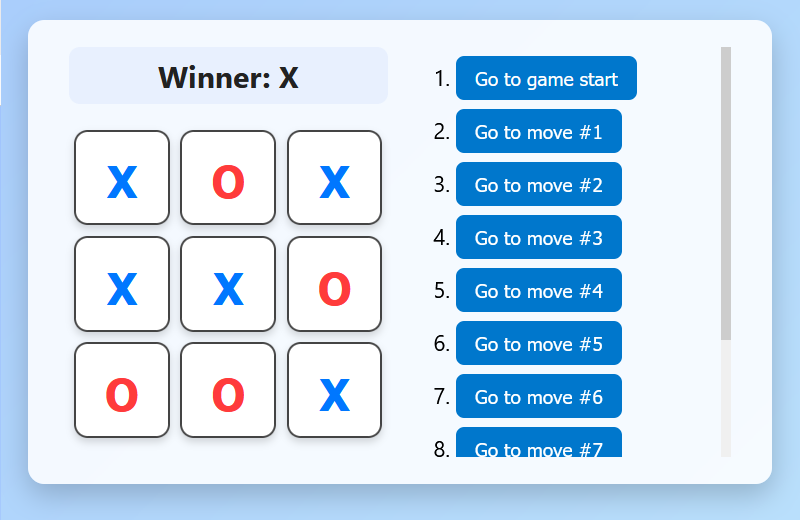 Winner: X
X O X
X X O
O O X
1. Go to game start
2. Go to move #1
3. Go to move #2
4. Go to move #3
5. Go to move #4
6. Go to move #5
7. Go to move #6
8. Go to move #7